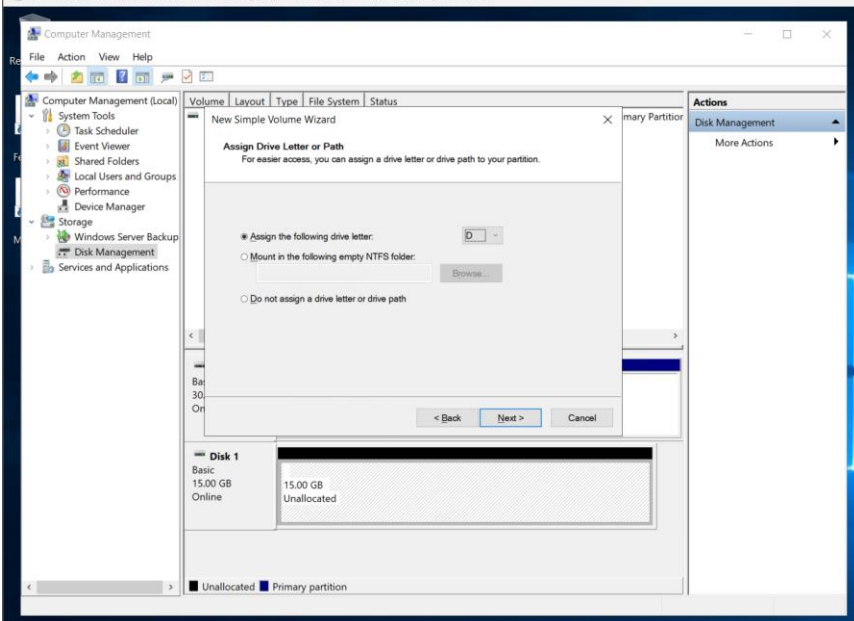 Computer Management
File Action View Help
Computer Management (Local)
System Tools
Task Scheduler
Event Viewer
Shared Folders
Local Users and Groups
Performance
Device Manager
Storage
Windows Server Backup
Disk Management
Services and Applications
Volume Layout Type File System Status
mary Partition
New Simple Volume Wizard
Assign Drive Letter or Path
For easier access, you can assign a drive letter or drive path to your partition.
Assign the following drive letter: D
Mount in the following empty NTFS folder:
Browse...
Do not assign a drive letter or drive path
< Back Next > Cancel
Ba
30.
On
Disk 1
Basic
15.00 GB
Online
15.00 GB
Unallocated
Unallocated Primary partition
Actions
Disk Management
More Actions